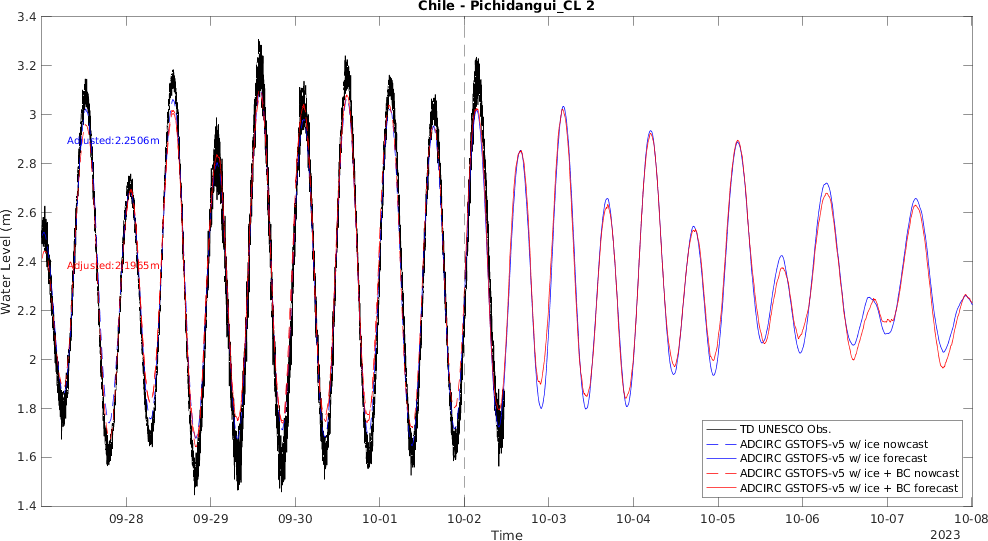 Chile - Pichidangui_CL 2
3.4
3.2
3
2.8
2.6
2.4
2.2
2
1.8
1.6
1.4
Water Level (m)
Adjusted:2.2506m
Adjusted:2.1965m
TD UNESCO Obs.
ADCIRC GSTOFS-v5 w/ ice nowcast
ADCIRC GSTOFS-v5 w/ ice forecast
ADCIRC GSTOFS-v5 w/ ice + BC nowcast
ADCIRC GSTOFS-v5 w/ ice + BC forecast
09-28 09-29 09-30 10-01 10-02 10-03 10-04 10-05 10-06 10-07 10-08
Time
2023